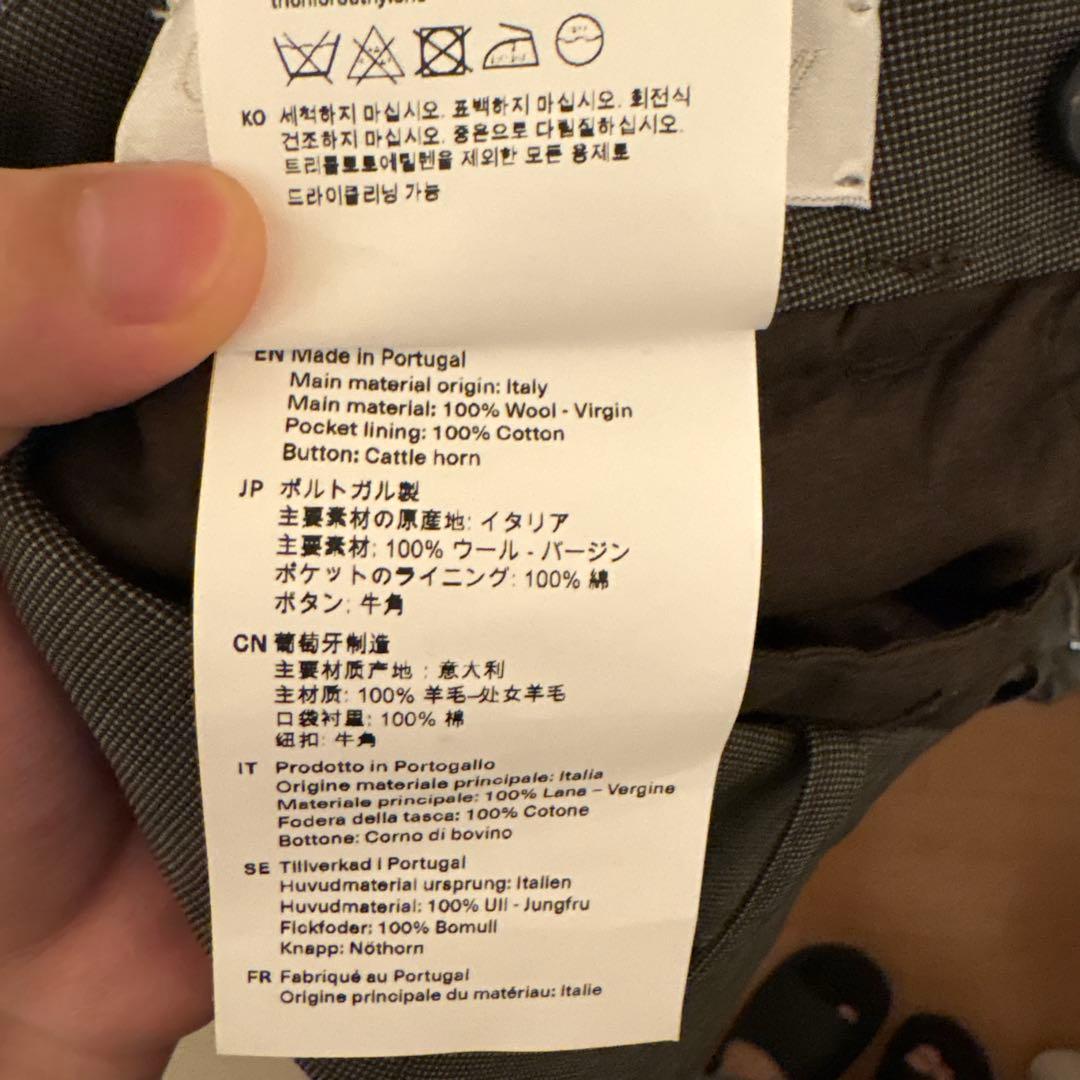 KO 세척하지 마십시오. 표백하지 마십시오. 회전식
건조하지 마십시오. 중온으로 다림질하십시오.
트리클로로에틸렌을 제외한 모든 용제로
드라이클리닝 가능
EN Made in Portugal
Main material origin: Italy
Main material: 100% Wool - Virgin
Pocket lining: 100% Cotton
Button: Cattle horn
JP ポルトガル製
主要素材の原産地: イタリア
主要素材: 100% ウール - バージン
ポケットのライニング: 100% 綿
ボタン: 牛角
CN 葡萄牙制造
主要材质产地：意大利
主材质: 100% 羊毛–处女羊毛
口袋衬里: 100% 棉
纽扣: 牛角
IT Prodotto in Portogallo
Origine materiale principale: Italia
Materiale principale: 100% Lana – Vergine
Fodera della tasca: 100% Cotone
Bottone: Corno di bovino
SE Tillverkad i Portugal
Huvudmaterial ursprung: Italien
Huvudmaterial: 100% Ull - Jungfru
Fickfoder: 100% Bomull
Knapp: Nöthorn
FR Fabriqué au Portugal
Origine principale du matériau: Italie